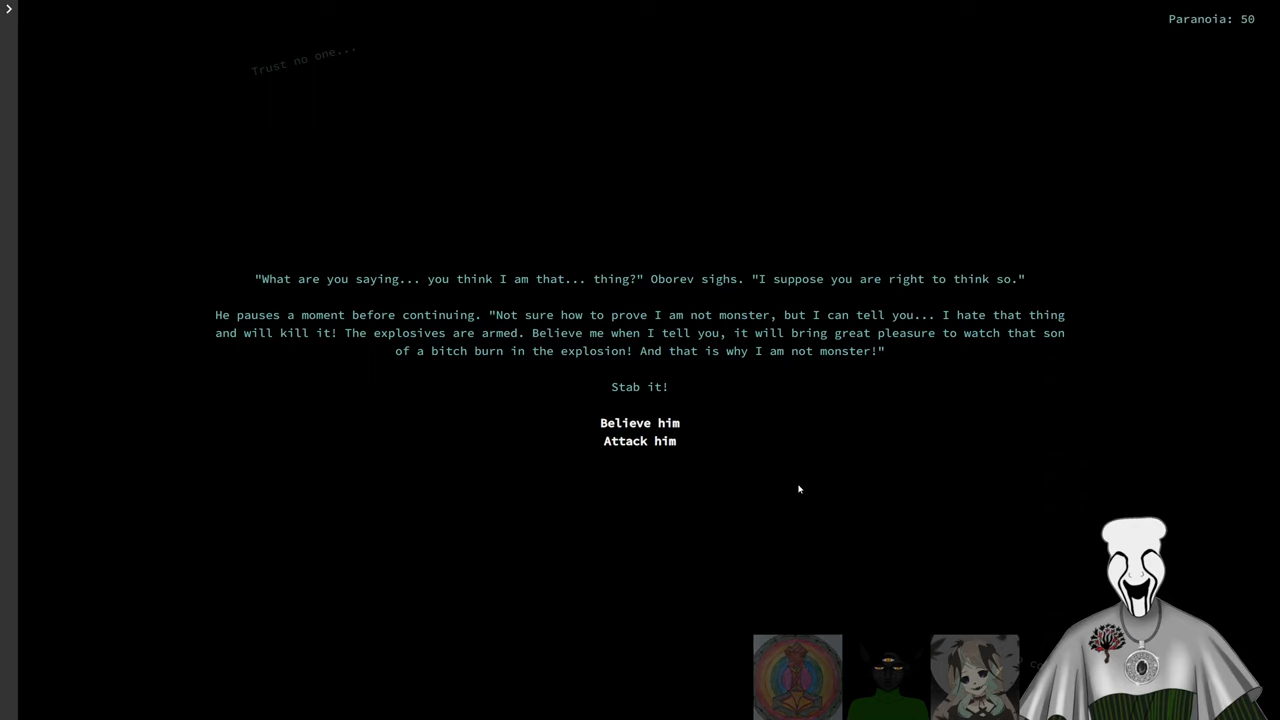 Paranoia: 50
Trust no one...
"What are you saying... you think I am that... thing?" Oborev sighs. "I suppose you are right to think so."
He pauses a moment before continuing. "Not sure how to prove I am not monster, but I can tell you... I hate that thing
and will kill it! The explosives are armed. Believe me when I tell you, it will bring great pleasure to watch that son
of a bitch burn in the explosion! And that is why I am not monster!"
Stab it!
Believe him
Attack him